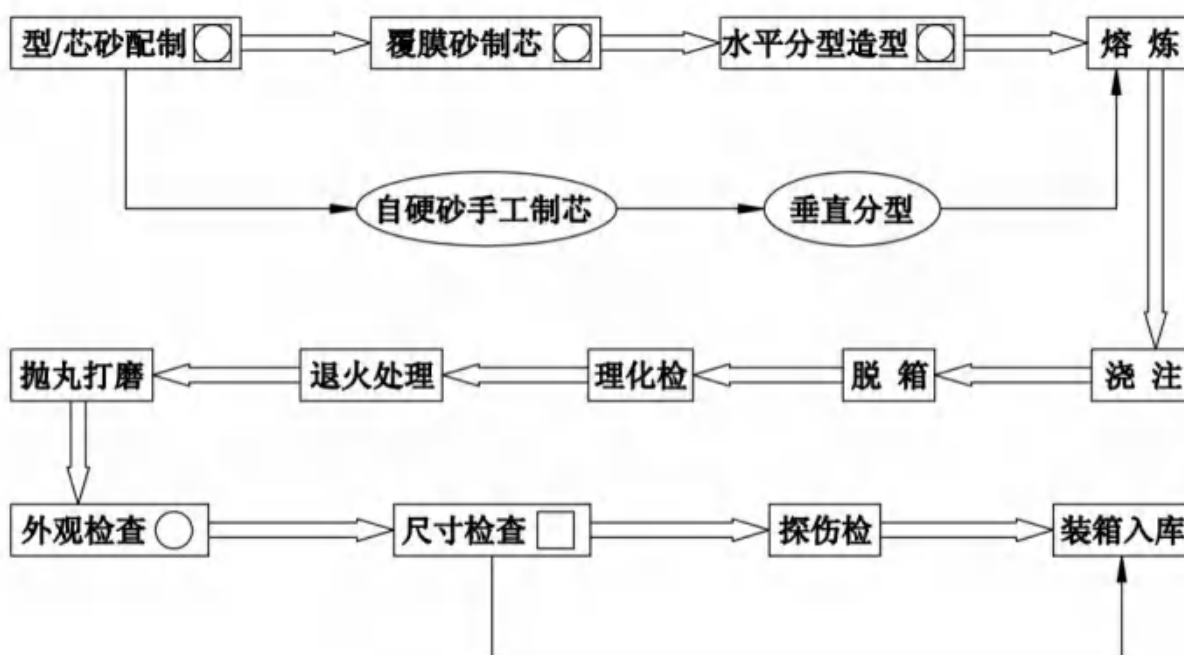 型/芯砂配制
覆膜砂制芯
水平分型造型
熔 炼
自硬砂手工制芯
垂直分型
抛丸打磨
退火处理
理化检
脱 箱
浇 注
外观检查
尺寸检查
探伤检
装箱入库